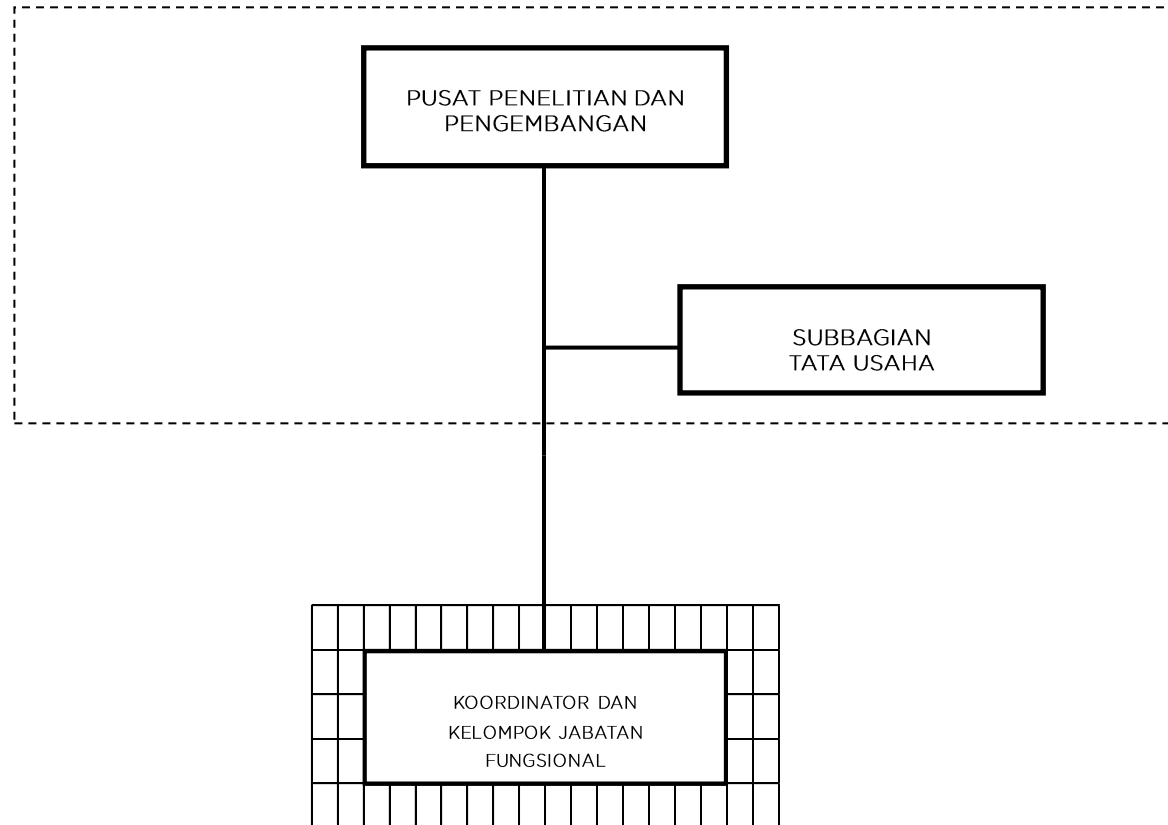 PUSAT PENELITIAN DAN
PENGEMBANGAN
SUBBAGIAN
TATA USAHA
KOORDINATOR DAN
KELOMPOK JABATAN
FUNGSIONAL